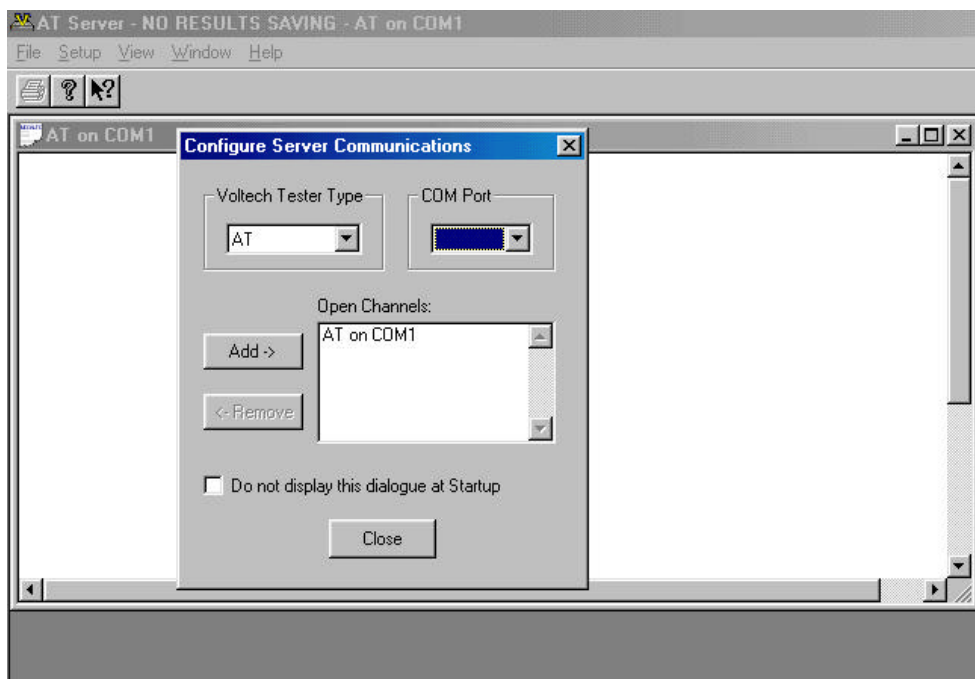 AT Server - NO RESULTS SAVING - AT on COM1
File Setup View Window Help
AT on COM1
Configure Server Communications
Voltech Tester Type
COM Port
AT
Open Channels:
AT on COM1
Add ->
<- Remove
Do not display this dialogue at Startup
Close